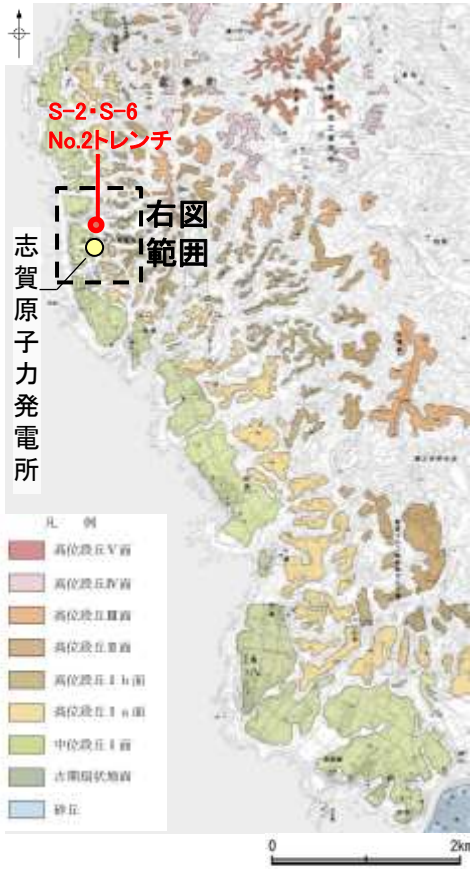 S-2・S-6
No.2トレンチ
右図
範囲
志賀原子力発電所
凡 例
高位段丘Ⅴ面
高位段丘Ⅳ面
高位段丘Ⅲ面
高位段丘Ⅱ面
高位段丘Ⅰb面
高位段丘Ⅰa面
中位段丘Ⅰ面
古期扇状地面
砂丘
0 2km